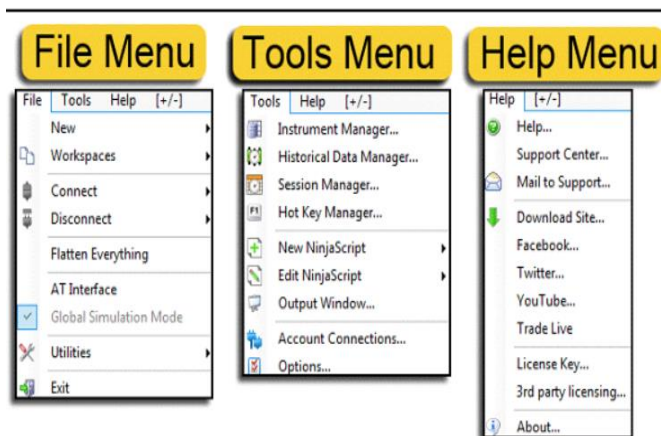 File Menu
File Tools Help [+/-]
New
Workspaces
Connect
Disconnect
Flatten Everything
AT Interface
Global Simulation Mode
Utilities
Exit
Tools Menu
Tools Help [+/-]
Instrument Manager...
Historical Data Manager...
Session Manager...
F1 Hot Key Manager...
New NinjaScript
Edit NinjaScript
Output Window...
Account Connections...
Options...
Help Menu
Help [+/-]
Help...
Support Center...
Mail to Support...
Download Site...
Facebook...
Twitter...
YouTube...
Trade Live
License Key...
3rd party licensing...
About...